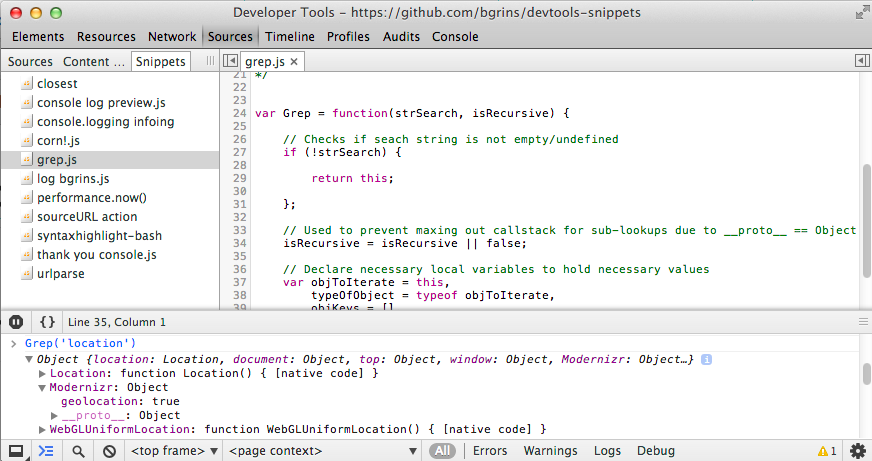 Developer Tools - https://github.com/bgrins/devtools-snippets
Elements Resources Network Sources Timeline Profiles Audits Console
Sources Content ... Snippets
closest
console log preview.js
console.logging infoing
corn!.js
grep.js
log bgrins.js
performance.now()
sourceURL action
syntaxhighlight-bash
thank you console.js
urlparse
grep.js ×
21 */
22
23
24 var Grep = function(strSearch, isRecursive) {
25
26 // Checks if seach string is not empty/undefined
27 if (!strSearch) {
28
29 return this;
30
31 };
32
33 // Used to prevent maxing out callstack for sub-lookups due to __proto__ == Object
34 isRecursive = isRecursive || false;
35
36 // Declare necessary local variables to hold necessary values
37 var objToIterate = this,
38 typeOfObject = typeof objToIterate,
39 objKeys = []
{} Line 35, Column 1
> Grep('location')
Object {location: Location, document: Object, top: Object, window: Object, Modernizr: Object…} i
Location: function Location() { [native code] }
Modernizr: Object
geolocation: true
__proto__: Object
WebGLUniformLocation: function WebGLUniformLocation() { [native code] }
<top frame> <page context> All Errors Warnings Logs Debug 1